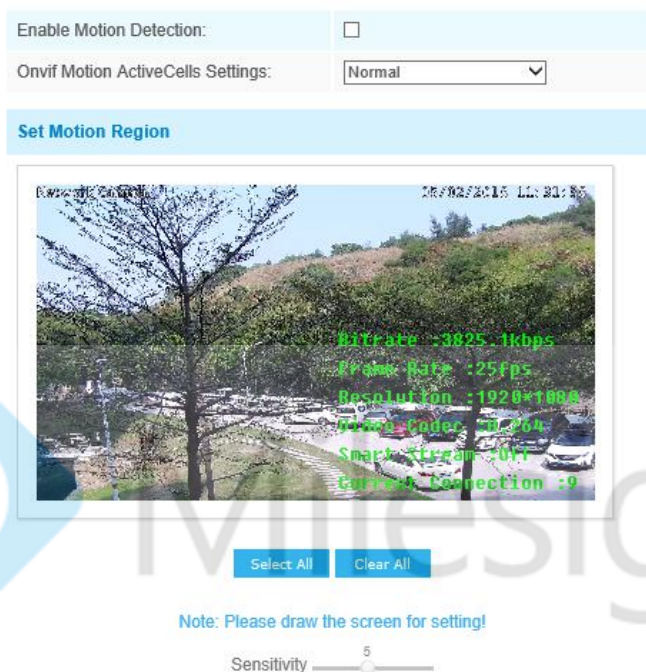 Enable Motion Detection:
Onvif Motion ActiveCells Settings: Normal
Set Motion Region
Bitrate :3825.1kbps
Frame Rate :25fps
Resolution :1920*1080
Video Codec :H.264
Smart Stream :Off
Current Connection :9
Select All Clear All
Note: Please draw the screen for setting!
5
Sensitivity